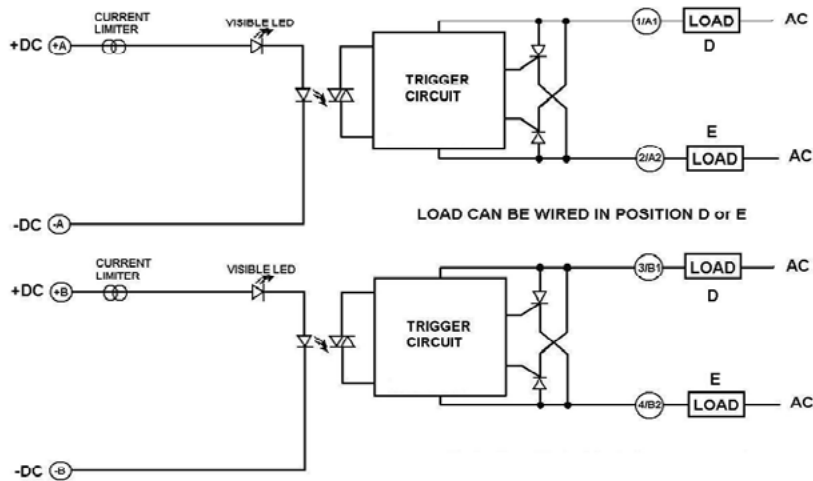 CURRENT
LIMITER
VISIBLE LED
+DC +A
1/A1
LOAD
AC
D
TRIGGER
CIRCUIT
E
2/A2
LOAD
AC
-DC -A
LOAD CAN BE WIRED IN POSITION D or E
CURRENT
LIMITER
VISIBLE LED
+DC +B
3/B1
LOAD
AC
D
TRIGGER
CIRCUIT
E
4/B2
LOAD
AC
-DC -B